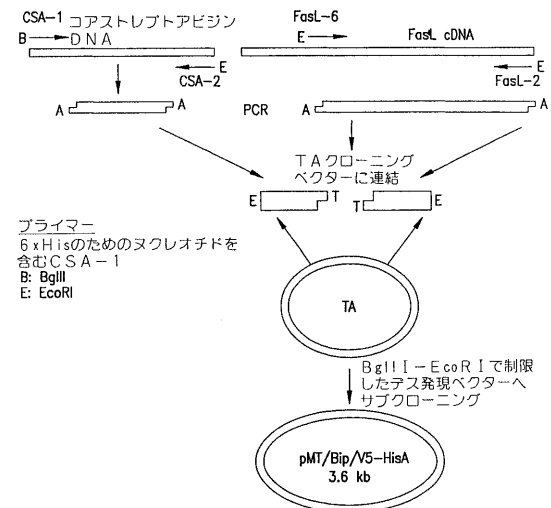 CSA-1
コアストレプトアビジン
DNA
B
E
CSA-2
FasL-6
E
FasL cDNA
E
FasL-2
A
A
PCR
A
A
TAクローニング
ベクターに連結
E
T
T
E
プライマー
6xHisのためのヌクレオチドを
含むCSA-1
B: BglII
E: EcoRI
TA
BglII-EcoRIで制限
したデス発現ベクターへ
サブクローニング
pMT/Bip/V5-HisA
3.6 kb